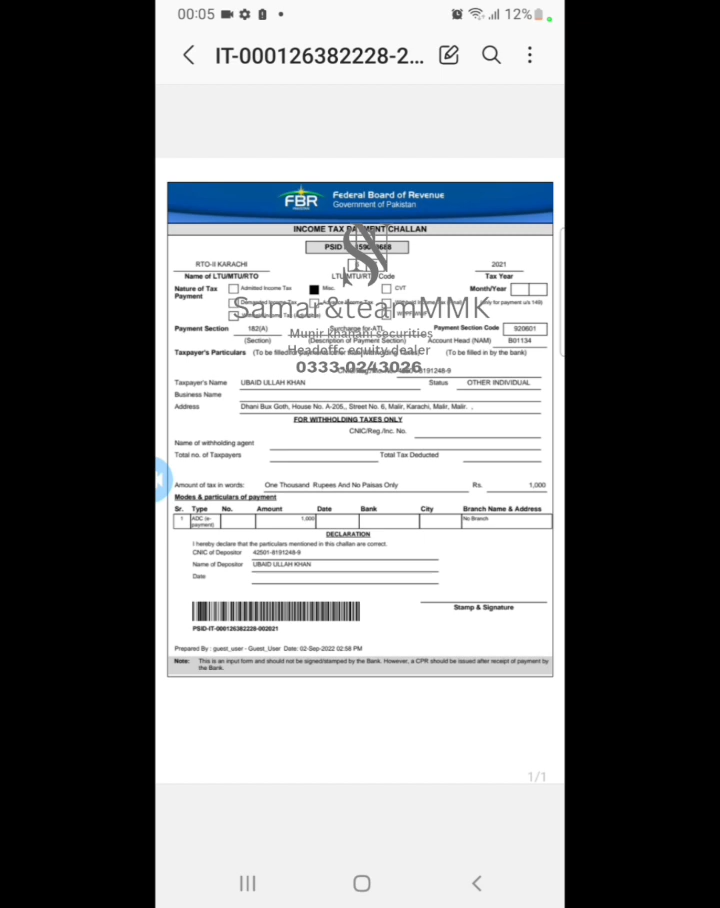 00:05 12%
IT-000126382228-2...
FBR Federal Board of Revenue
Government of Pakistan
INCOME TAX PAYMENT CHALLAN
PSID
RTO-II KARACHI 2021
Name of LTU/MTU/RTO LTU/MTU/RTO Code Tax Year
Nature of Tax Payment Admitted Income Tax Misc. CVT Month/Year
Samar&teamMMK
Munir khanani securities
Headoffc equity dealer
0333-0243026
Payment Section 182(A) Surcharge for ATL Payment Section Code 920601
(Section) (Description of Payment Section) Account Head (NAM) B01134
Taxpayer's Particulars (To be filled in by the bank)
Taxpayer's Name UBAID ULLAH KHAN Status OTHER INDIVIDUAL
Business Name
Address Dhani Bux Goth, House No. A-205,, Street No. 6, Malir, Karachi, Malir, Malir. ,
FOR WITHHOLDING TAXES ONLY
CNIC/Reg./Inc. No.
Name of withholding agent
Total no. of Taxpayers Total Tax Deducted
Amount of tax in words: One Thousand Rupees And No Paisas Only Rs. 1,000
Modes & particulars of payment
Sr. Type No. Amount Date Bank City Branch Name & Address
1 ADC (e-payment) 1,000 No Branch
DECLARATION
I hereby declare that the particulars mentioned in this challan are correct.
CNIC of Depositor 42501-8191248-9
Name of Depositor UBAID ULLAH KHAN
Date
Stamp & Signature
PSID-IT-000126382228-002021
Prepared By : guest_user - Guest_User Date: 02-Sep-2022 02:58 PM
Note: This is an input form and should not be signed/stamped by the Bank. However, a CPR should be issued after receipt of payment by
the Bank.
1/1